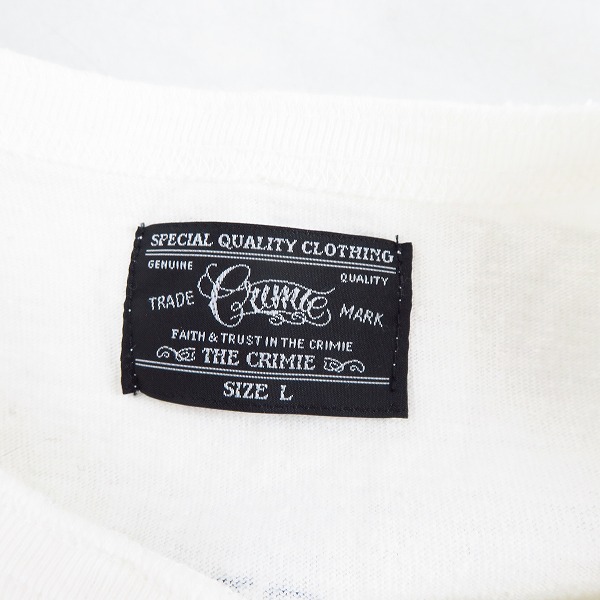 SPECIAL QUALITY CLOTHING
GENUINE QUALITY
Crimie
TRADE MARK
FAITH & TRUST IN THE CRIMIE
THE CRIMIE
SIZE L